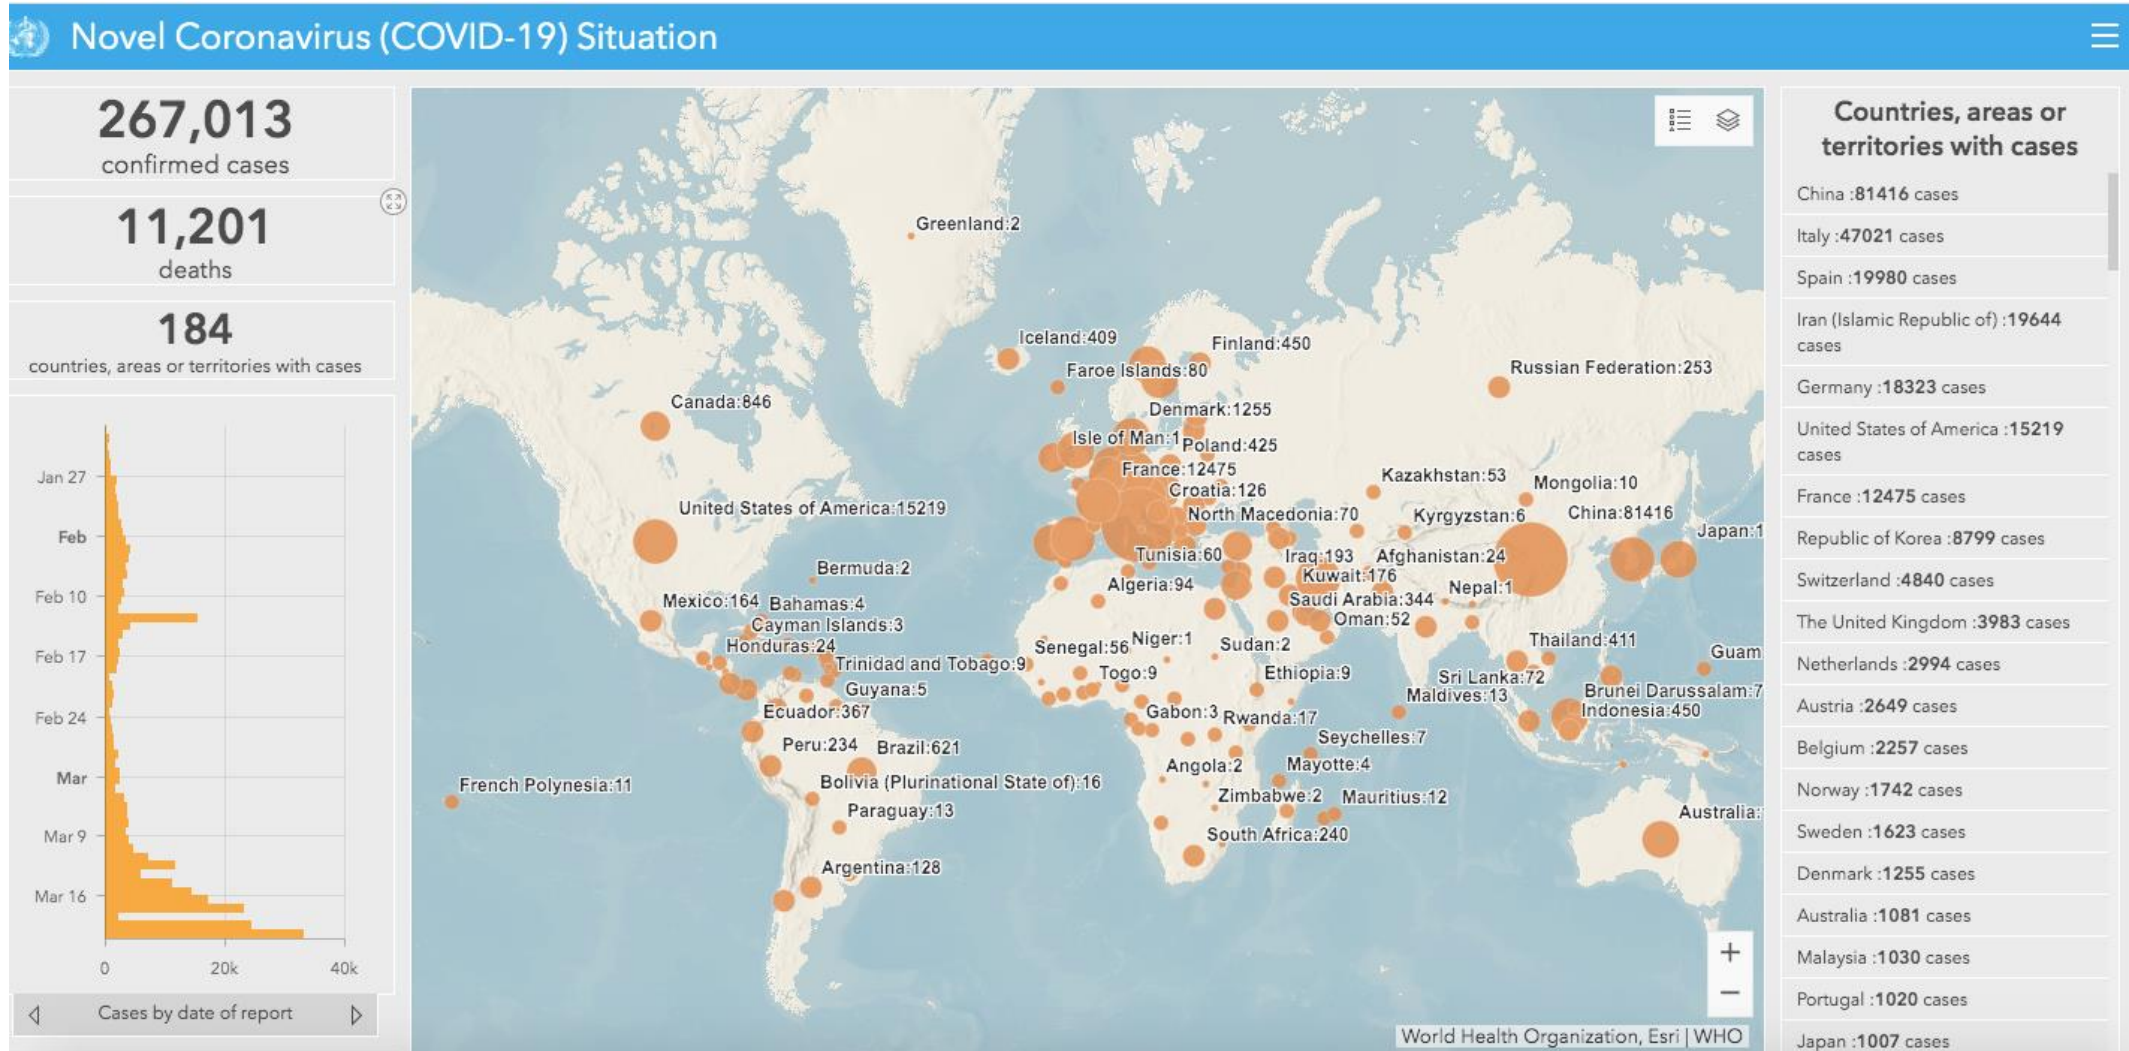 Novel Coronavirus (COVID-19) Situation
267,013
confirmed cases
11,201
deaths
184
countries, areas or territories with cases
Jan 27
Feb
Feb 10
Feb 17
Feb 24
Mar
Mar 9
Mar 16
0 20k 40k
Cases by date of report
Greenland:2
Iceland:409
Finland:450
Faroe Islands:80
Russian Federation:253
Canada:846
Denmark:1255
Isle of Man:1
Poland:425
France:12475
Kazakhstan:53
Mongolia:10
Croatia:126
United States of America:15219
North Macedonia:70
Kyrgyzstan:6
China:81416
Japan:1
Tunisia:60
Iraq:193
Afghanistan:24
Bermuda:2
Kuwait:176
Algeria:94
Nepal:1
Mexico:164
Bahamas:4
Saudi Arabia:344
Cayman Islands:3
Oman:52
Honduras:24
Senegal:56
Niger:1
Sudan:2
Thailand:411
Guam
Trinidad and Tobago:9
Togo:9
Ethiopia:9
Sri Lanka:72
Guyana:5
Maldives:13
Brunei Darussalam:7
Ecuador:367
Gabon:3
Rwanda:17
Indonesia:450
Seychelles:7
Peru:234
Brazil:621
Angola:2
Mayotte:4
French Polynesia:11
Bolivia (Plurinational State of):16
Zimbabwe:2
Mauritius:12
Paraguay:13
Australia:
South Africa:240
Argentina:128
+
−
World Health Organization, Esri | WHO
Countries, areas or
territories with cases
China :81416 cases
Italy :47021 cases
Spain :19980 cases
Iran (Islamic Republic of) :19644
cases
Germany :18323 cases
United States of America :15219
cases
France :12475 cases
Republic of Korea :8799 cases
Switzerland :4840 cases
The United Kingdom :3983 cases
Netherlands :2994 cases
Austria :2649 cases
Belgium :2257 cases
Norway :1742 cases
Sweden :1623 cases
Denmark :1255 cases
Australia :1081 cases
Malaysia :1030 cases
Portugal :1020 cases
Japan :1007 cases